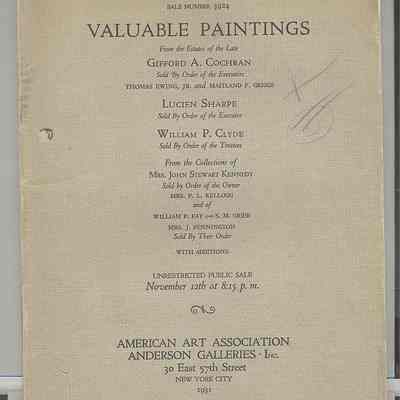 SALE NUMBER 3924
VALUABLE PAINTINGS
From the Estates of the Late
GIFFORD A. COCHRAN
Sold By Order of the Executors
THOMAS EWING, JR. and MAITLAND F. GRIGGS
LUCIEN SHARPE
Sold By Order of the Executor
WILLIAM P. CLYDE
Sold By Order of the Trustees
From the Collections of
MRS. JOHN STEWART KENNEDY
Sold by Order of the Owner
MRS. P. L. KELLOGG
and of
WILLIAM P. FAY and S. M. GRIER
MRS. J. PENNINGTON
Sold By Their Order
WITH ADDITIONS
UNRESTRICTED PUBLIC SALE
November 12th at 8:15 p. m.
AMERICAN ART ASSOCIATION
ANDERSON GALLERIES · INC.
30 East 57th Street
NEW YORK CITY
1931